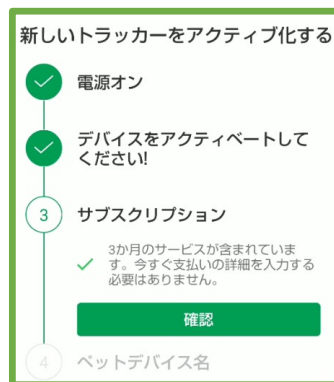 新しいトラッカーをアクティブ化する
電源オン
デバイスをアクティベートして
ください!
3
サブスクリプション
3か月のサービスが含まれていま
す。今すぐ支払いの詳細を入力する
必要はありません。
確認
4
ペットデバイス名